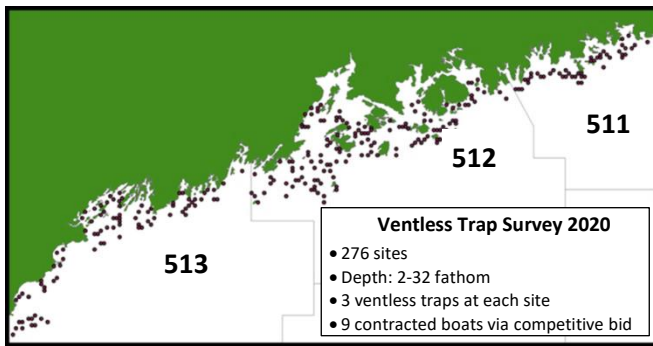 511
512
513
Ventless Trap Survey 2020
• 276 sites
• Depth: 2-32 fathom
• 3 ventless traps at each site
• 9 contracted boats via competitive bid